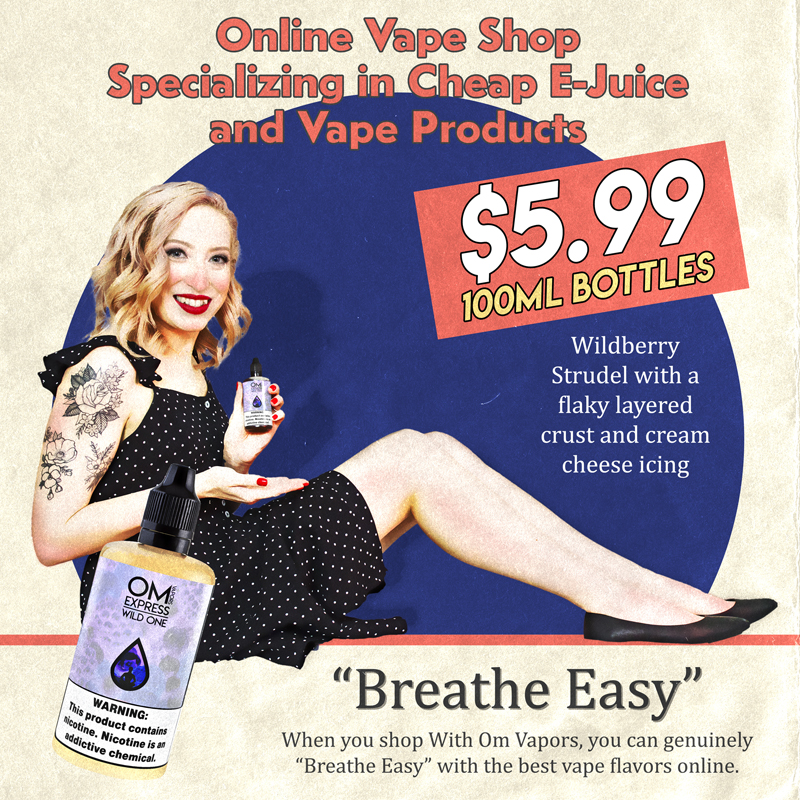 Online Vape Shop
Specializing in Cheap E-Juice
and Vape Products
$5.99
100ML BOTTLES
Wildberry
Strudel with a
flaky layered
crust and cream
cheese icing
OM
EXPRESS
OM VAPORS
EXPRESS
WILD ONE
WARNING:
This product contains
nicotine. Nicotine is an
addictive chemical.
“Breathe Easy”
When you shop With Om Vapors, you can genuinely
“Breathe Easy” with the best vape flavors online.